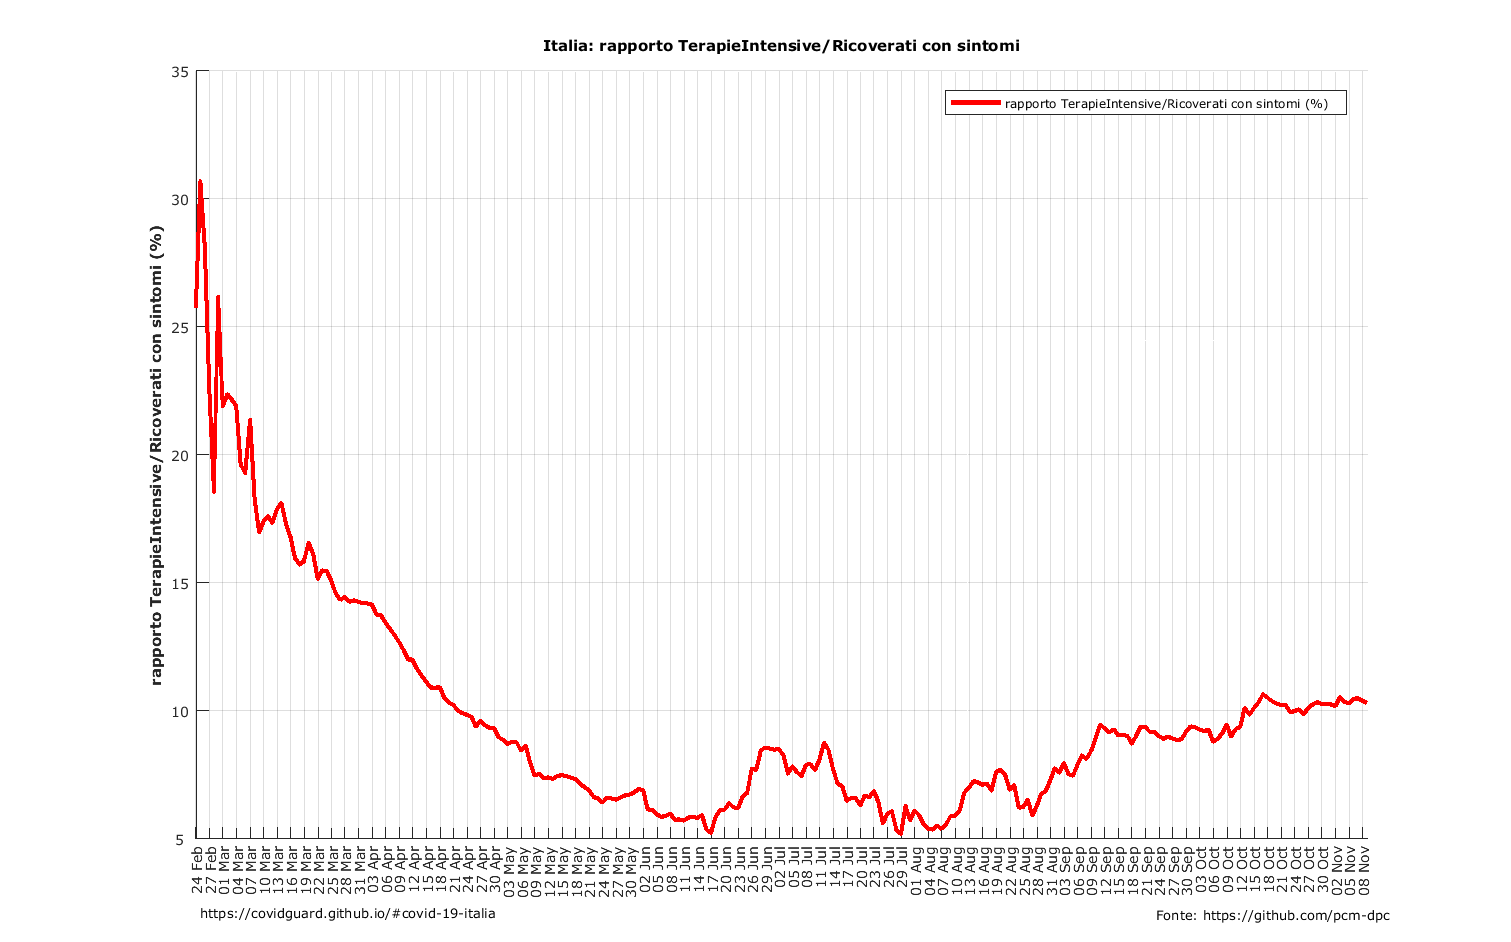 Italia: rapporto TerapieIntensive/Ricoverati con sintomi
rapporto TerapieIntensive/Ricoverati con sintomi (%)
rapporto TerapieIntensive/Ricoverati con sintomi (%)
35
30
25
20
15
10
5
24 Feb
27 Feb
01 Mar
04 Mar
07 Mar
10 Mar
13 Mar
16 Mar
19 Mar
22 Mar
25 Mar
28 Mar
31 Mar
03 Apr
06 Apr
09 Apr
12 Apr
15 Apr
18 Apr
21 Apr
24 Apr
27 Apr
30 Apr
03 May
06 May
09 May
12 May
15 May
18 May
21 May
24 May
27 May
30 May
02 Jun
05 Jun
08 Jun
11 Jun
14 Jun
17 Jun
20 Jun
23 Jun
26 Jun
29 Jun
02 Jul
05 Jul
08 Jul
11 Jul
14 Jul
17 Jul
20 Jul
23 Jul
26 Jul
29 Jul
01 Aug
04 Aug
07 Aug
10 Aug
13 Aug
16 Aug
19 Aug
22 Aug
25 Aug
28 Aug
31 Aug
03 Sep
06 Sep
09 Sep
12 Sep
15 Sep
18 Sep
21 Sep
24 Sep
27 Sep
30 Sep
03 Oct
06 Oct
09 Oct
12 Oct
15 Oct
18 Oct
21 Oct
24 Oct
27 Oct
30 Oct
02 Nov
05 Nov
08 Nov
https://covidguard.github.io/#covid-19-italia
Fonte: https://github.com/pcm-dpc